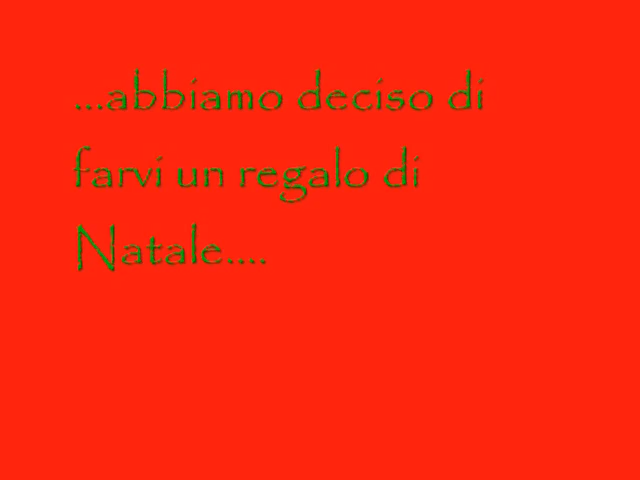 ...abbiamo deciso di
farvi un regalo di
Natale....